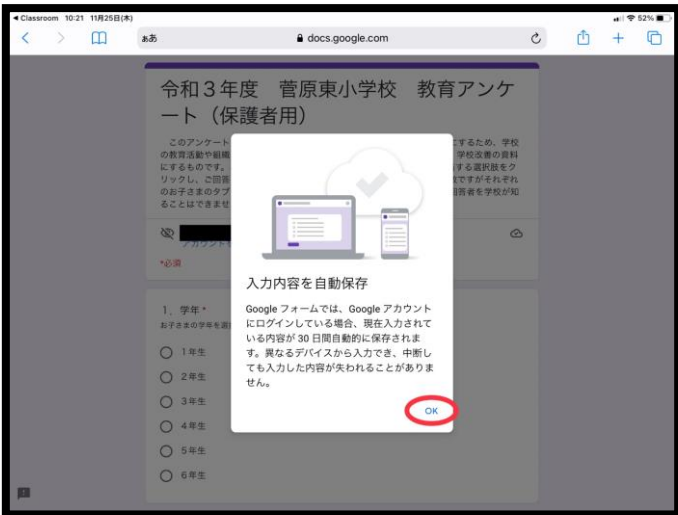 Classroom 10:21 11月25日(木)
52%
ぁあ docs.google.com
令和３年度 菅原東小学校 教育アンケ
ート（保護者用）
このアンケート にするため、学校
の教育活動や組織 学校改善の資料
にするものです。 する選択肢をク
リックし、ご回答 ですがそれぞれ
のお子さまのタブ 回答者を学校が知
ることはできませ
アカウント
*必須
入力内容を自動保存
Google フォームでは、Google アカウント
にログインしている場合、現在入力されて
いる内容が 30 日間自動的に保存されま
す。異なるデバイスから入力でき、中断し
ても入力した内容が失われることがありま
せん。
OK
1．学年*
お子さまの学年を選
1年生
2年生
3年生
4年生
5年生
6年生